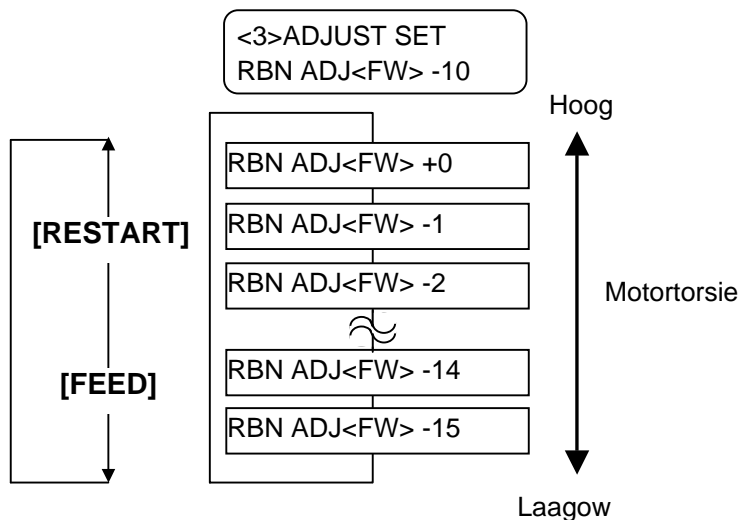 <3>ADJUST SET
RBN ADJ<FW> -10
Hoog
RBN ADJ<FW> +0
[RESTART]
RBN ADJ<FW> -1
RBN ADJ<FW> -2
Motortorsie
[FEED]
RBN ADJ<FW> -14
RBN ADJ<FW> -15
Laagow